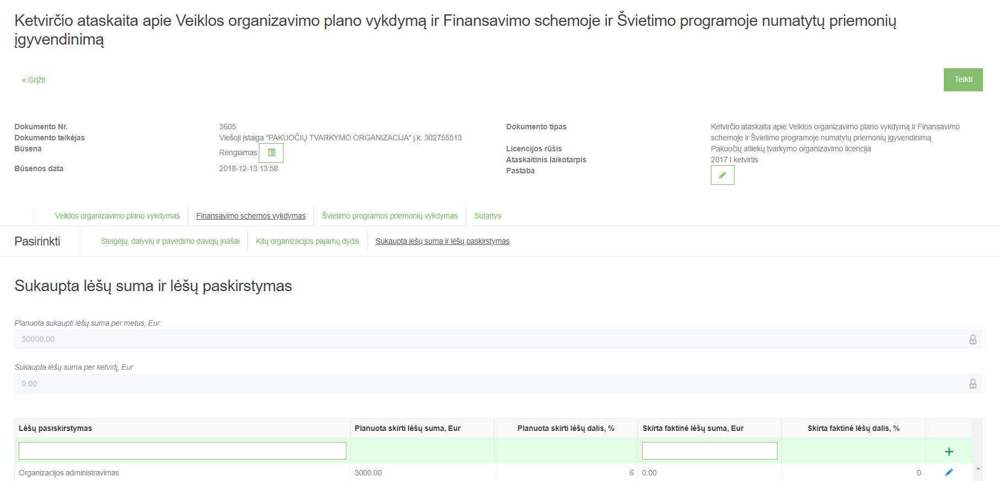 Ketvirčio ataskaita apie Veiklos organizavimo plano vykdymą ir Finansavimo schemoje ir Švietimo programoje numatytų priemonių
įgyvendinimą
« Grįžti
Teikti
Dokumento Nr.
3605
Dokumento teikėjas
Viešoji įstaiga "PAKUOČIŲ TVARKYMO ORGANIZACIJA" į.k. 302755513
Būsena
Rengiamas
Būsenos data
2018-12-13 13:58
Dokumento tipas
Ketvirčio ataskaita apie Veiklos organizavimo plano vykdymą ir Finansavimo
schemoje ir Švietimo programoje numatytų priemonių įgyvendinimą
Licencijos rūšis
Pakuočių atliekų tvarkymo organizavimo licencija
Ataskaitinis laikotarpis
2017 I ketvirtis
Pastaba
Veiklos organizavimo plano vykdymas
Finansavimo schemos vykdymas
Švietimo programos priemonių vykdymas
Sutartys
Pasirinkti
Steigėjų, dalyvių ir pavedimo davejų įnašai
Kitų organizacijos pajamų dydis
Sukaupta lėšų suma ir lėšų paskirstymas
Sukaupta lėšų suma ir lėšų paskirstymas
Planuota sukaupti lėšų suma per metus, Eur
50000.00
Sukaupta lėšų suma per ketvirtį, Eur
0.00
Lėšų pasiskirstymas
Planuota skirti lėšų suma, Eur
Planuota skirti lėšų dalis, %
Skirta faktinė lėšų suma, Eur
Skirta faktinė lėšų dalis, %
Organizacijos administravimas
3000.00
6
0.00
0